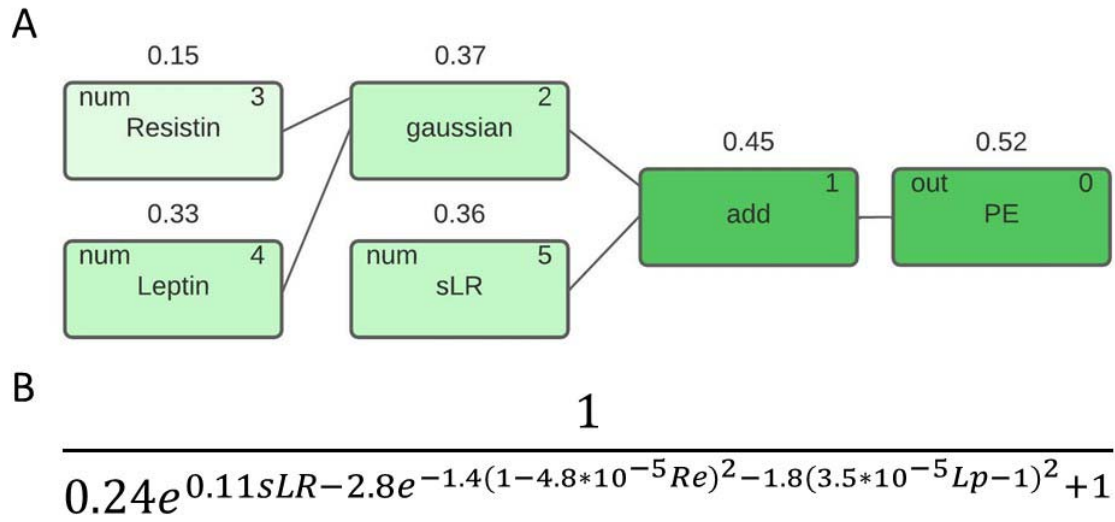 A
0.15 0.37
num 3 2
Resistin gaussian
0.45 0.52
1 out 0
0.33 0.36
add PE
num 4 num 5
Leptin sLR
B
1
0.24e^{0.11sLR−2.8e^{−1.4(1−4.8*10^{−5}Re)^2−1.8(3.5*10^{−5}Lp−1)^2}}+1